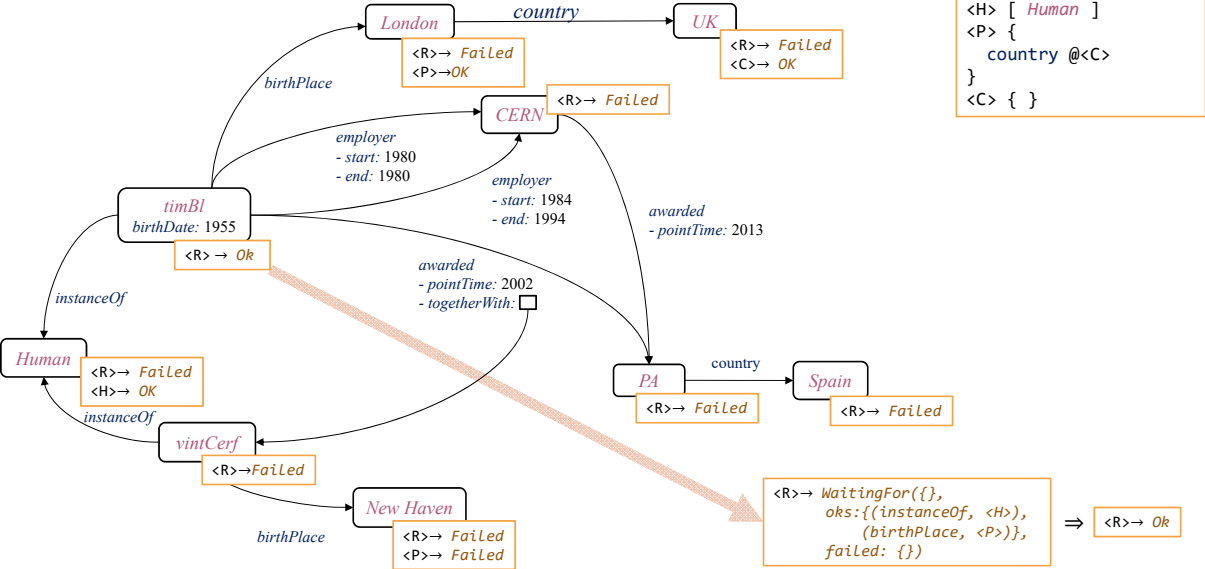 <H> [ Human ]
<P> {
country @<C>
}
<C> { }
London
country
UK
<R>→ Failed
<P>→OK
<R>→ Failed
<C>→ OK
birthPlace
CERN
<R>→ Failed
employer
- start: 1980
- end: 1980
employer
- start: 1984
- end: 1994
timBl
birthDate: 1955
<R> → Ok
awarded
- pointTime: 2013
awarded
- pointTime: 2002
- togetherWith:
instanceOf
Human
<R>→ Failed
<H>→ OK
PA
country
Spain
<R>→ Failed
<R>→ Failed
instanceOf
vintCerf
<R>→Failed
New Haven
birthPlace
<R>→ Failed
<P>→ Failed
<R>→ WaitingFor({},
oks:{(instanceOf, <H>),
(birthPlace, <P>)},
failed: {})
⇒
<R>→ Ok